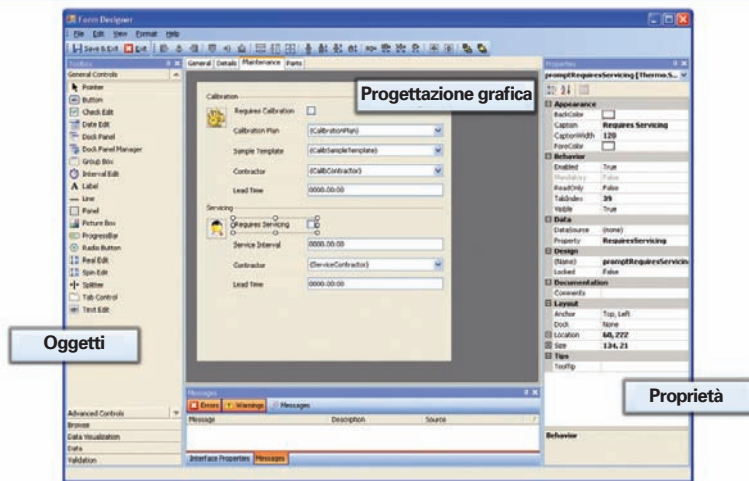 Form Designer
File Edit View Format Help
Save & Exit Exit
Toolbox
General Controls
Pointer
Button
Check Edit
Date Edit
Dock Panel
Dock Panel Manager
Group Box
Interval Edit
Label
Line
Panel
Picture Box
ProgressBar
Radio Button
Real Edit
Spin Edit
Splitter
Tab Control
Text Edit
Oggetti
Advanced Controls
Browse
Data Visualization
Data
Validation
General Details Maintenance Parts
Progettazione grafica
Calibration
Requires Calibration
Calibration Plan {CalibrationPlan}
Sample Template {CalibSampleTemplate}
Contractor {CalibContractor}
Lead Time 0000-00:00
Servicing
Requires Servicing
Service Interval 0000-00:00
Contractor {ServiceContractor}
Lead Time 0000-00:00
Messages
Errors Warnings Messages
Message Description Source
Interface Properties Messages
Properties
promptRequiresServicing [Thermo.S...
Appearance
BackColor
Caption Requires Servicing
CaptionWidth 120
ForeColor
Behavior
Enabled True
Mandatory False
ReadOnly False
TabIndex 39
Visible True
Data
DataSource (none)
Property RequiresServicing
Design
(Name) promptRequiresServicin
Locked False
Documentation
Comments
Layout
Anchor Top, Left
Dock None
Location 60, 272
Size 134, 21
Tips
ToolTip
Proprietà
Behavior